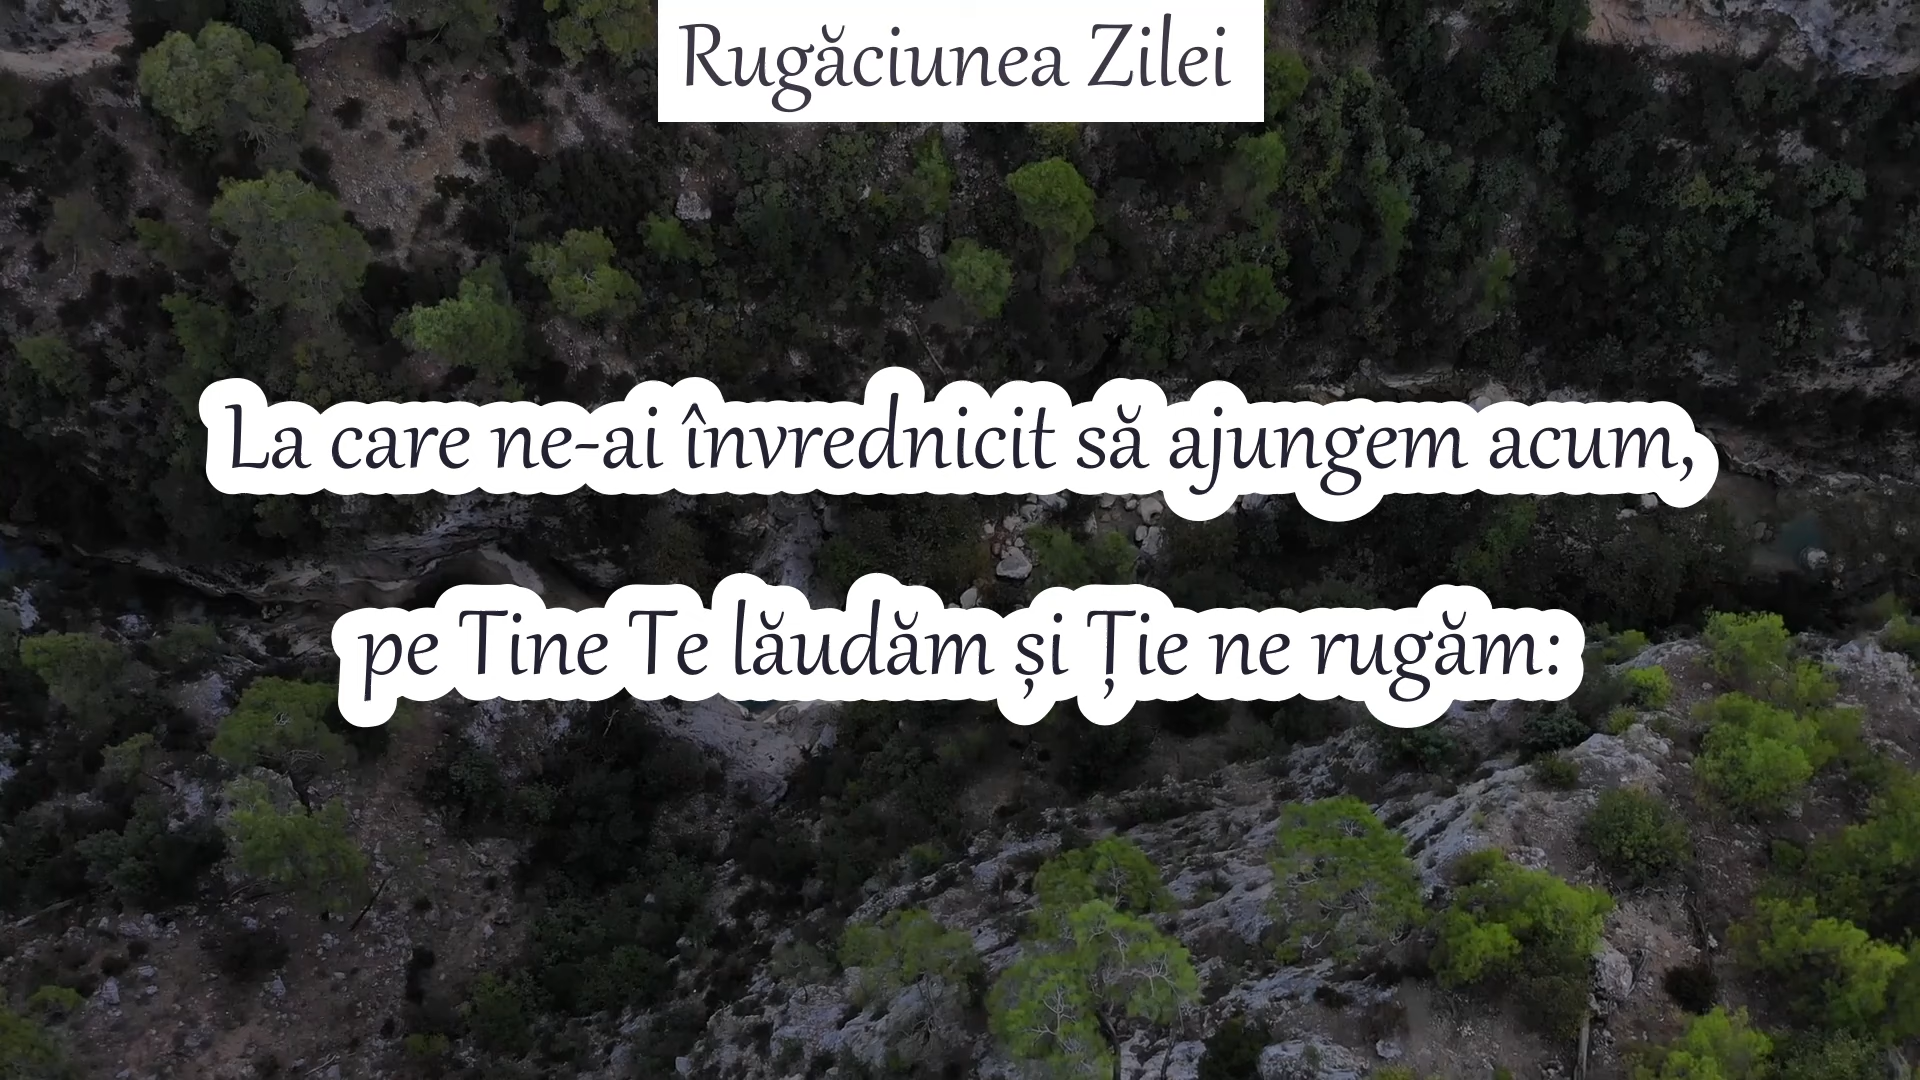 Rugăciunea Zilei
La care ne-ai învrednicit să ajungem acum,
pe Tine Te lăudăm și Ție ne rugăm: